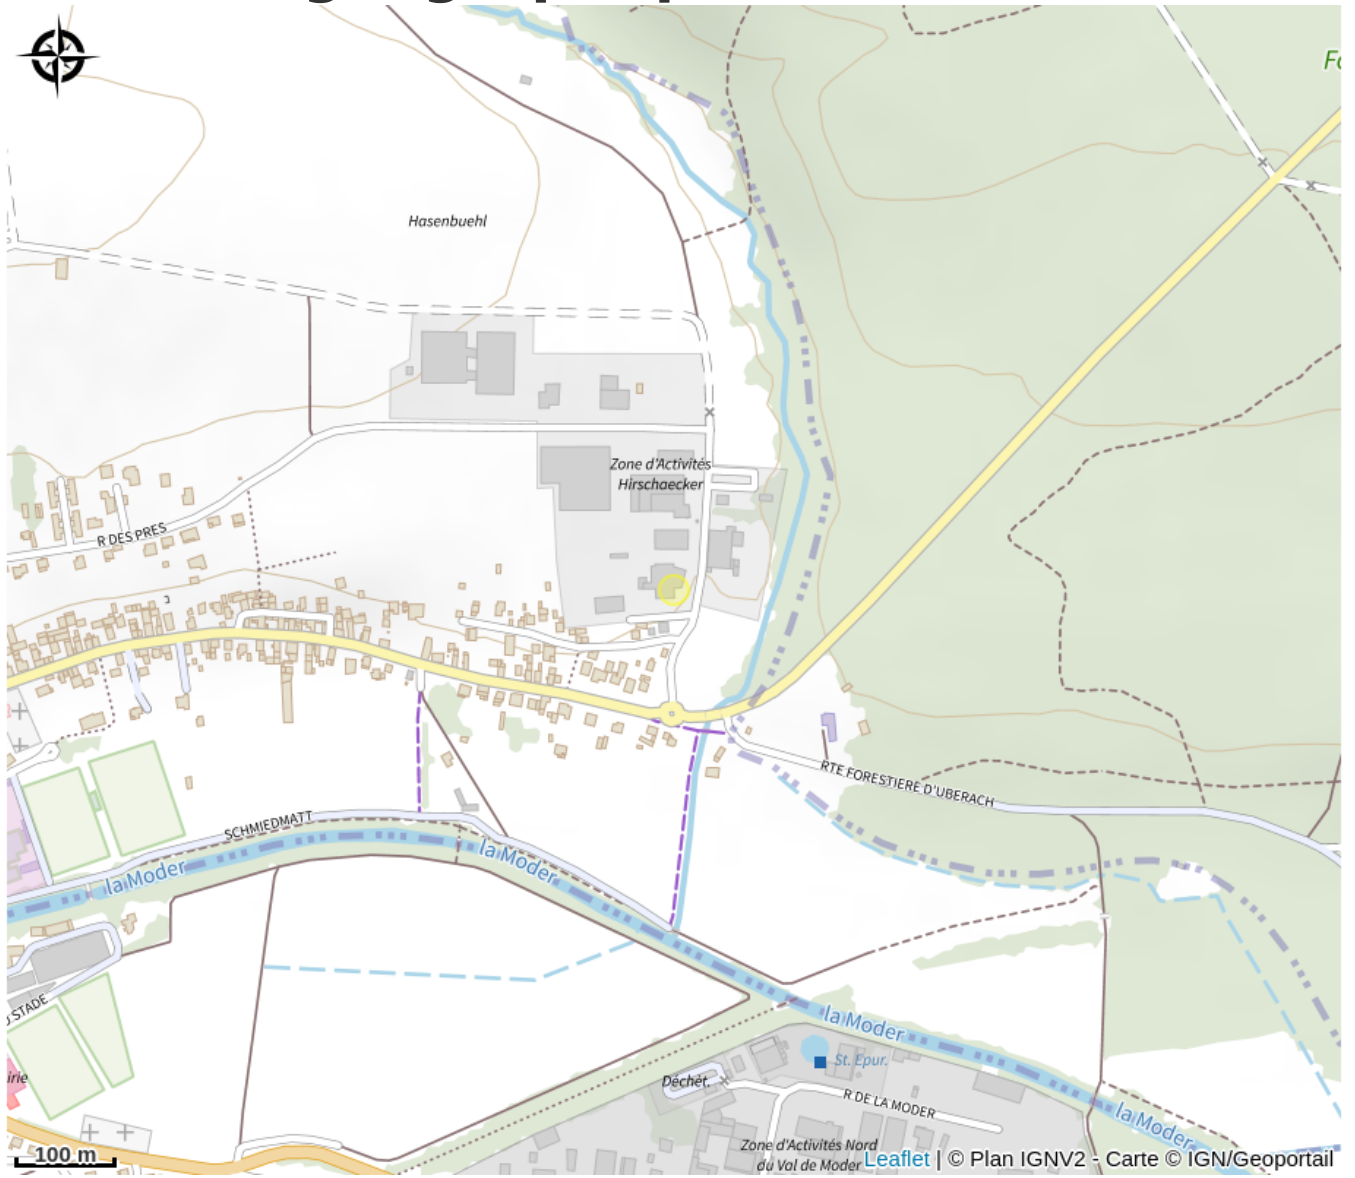 Hasenbuehl
Zone d'Activités
Hirschaecker
R DES PRES
RTE FORESTIERE D'UBERACH
SCHMIEDMATT
la Moder
la Moder
STADE
la Moder
St. Epur.
Déchèt.
R DE LA MODER
la Moder
Zone d'Activités Nord
du Val de Moder
100 m
Leaflet | © Plan IGNV2 - Carte © IGN/Geoportail